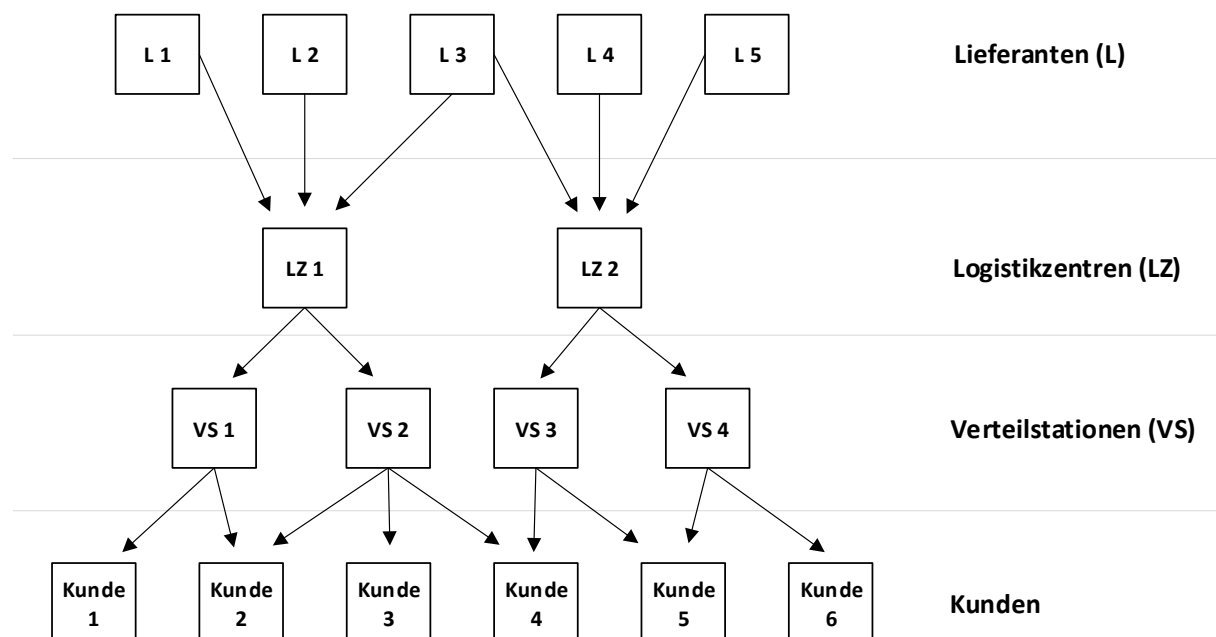 L 1
L 2
L 3
L 4
L 5
Lieferanten (L)
LZ 1
LZ 2
Logistikzentren (LZ)
VS 1
VS 2
VS 3
VS 4
Verteilstationen (VS)
Kunde
1
Kunde
2
Kunde
3
Kunde
4
Kunde
5
Kunde
6
Kunden